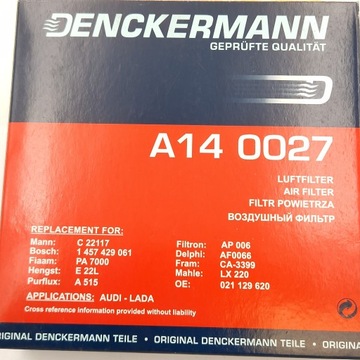 DENCKERMANN
GEPRÜFTE QUALITÄT
A14 0027
LUFTFILTER
AIR FILTER
FILTR POWIETRZA
ВОЗДУШНЫЙ ФИЛЬТР
REPLACEMENT FOR:
Mann: C 22117 Filtron: AP 006
Bosch: 1 457 429 061 Delphi: AF0066
Fiaam: PA 7000 Fram: CA-3399
Hengst: E 22L Mahle: LX 220
Purflux: A 515 OE: 021 129 620
APPLICATIONS: AUDI - LADA
Cross reference information provided without liability
ORIGINAL DENCKERMANN TEILE • ORIGINAL DENCKERMANN TEILE • ORIGINAL